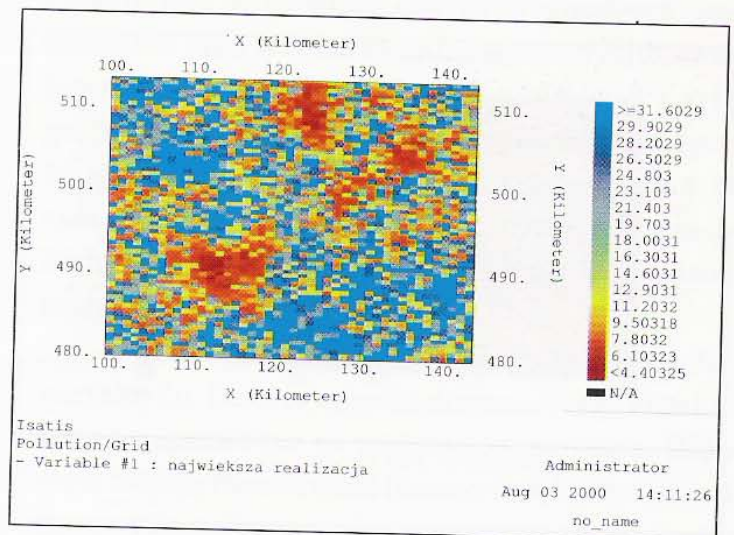 X (Kilometer)
100. 110. 120. 130. 140.
510.
500.
490.
480.
Y (Kilometer)
510.
500.
490.
480.
Y (Kilometer)
100. 110. 120. 130. 140.
X (Kilometer)
>=31.6029
29.9029
28.2029
26.5029
24.803
23.103
21.403
19.703
18.0031
16.3031
14.6031
12.9031
11.2032
9.50318
7.8032
6.10323
<4.40325
N/A
Isatis
Pollution/Grid
- Variable #1 : najwieksza realizacja
Administrator
Aug 03 2000 14:11:26
no_name